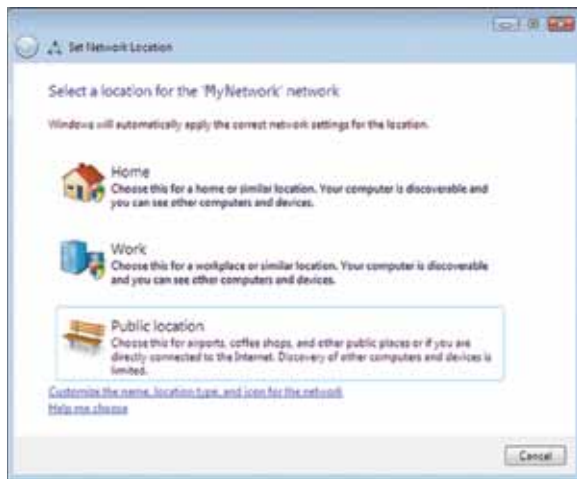 Set Network Location
Select a location for the 'MyNetwork' network
Windows will automatically apply the correct network settings for the location.
Home
Choose this for a home or similar location. Your computer is discoverable and
you can see other computers and devices.
Work
Choose this for a workplace or similar location. Your computer is discoverable
and you can see other computers and devices.
Public location
Choose this for airports, coffee shops, and other public places or if you are
directly connected to the Internet. Discovery of other computers and devices is
limited.
Customize the name, location type, and icon for the network
Help me choose
Cancel